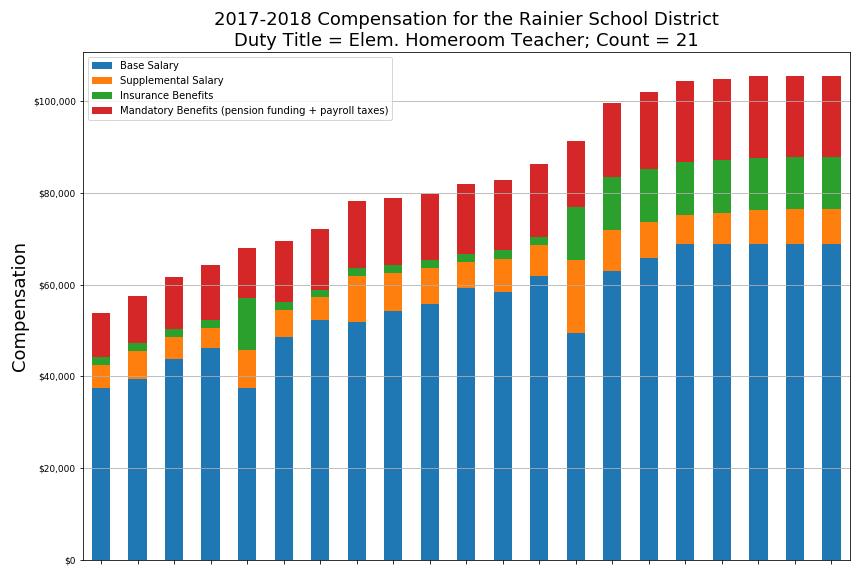 2017-2018 Compensation for the Rainier School District
Duty Title = Elem. Homeroom Teacher; Count = 21
Base Salary
Supplemental Salary
Insurance Benefits
Mandatory Benefits (pension funding + payroll taxes)
$100,000
$80,000
$60,000
$40,000
$20,000
$0
Compensation